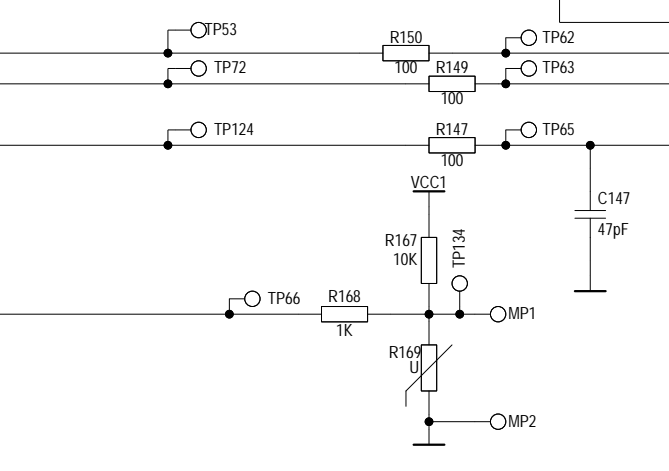 TP53
R150
TP62
100
TP72
R149
TP63
100
TP124
R147
TP65
100
VCC1
C147
47pF
R167
10K
TP134
TP66
R168
1K
MP1
R169
U
MP2